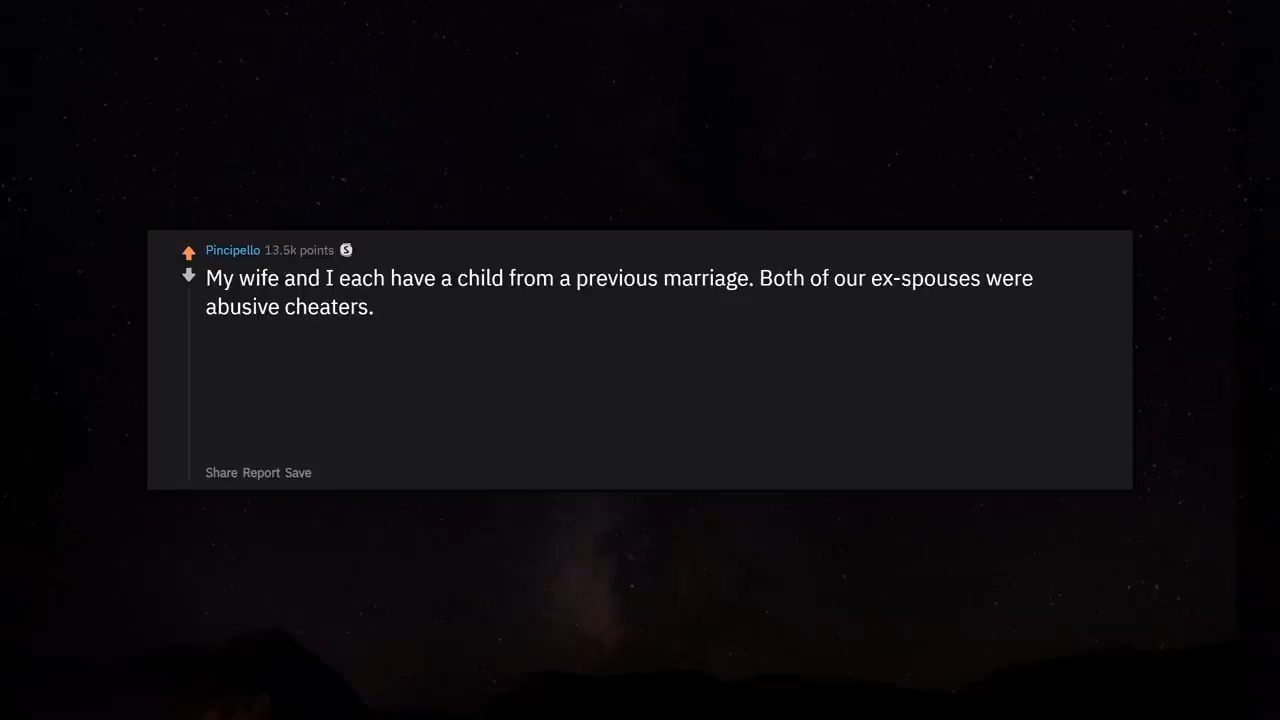 Pincipello 13.5k points S
My wife and I each have a child from a previous marriage. Both of our ex-spouses were
abusive cheaters.
Share Report Save